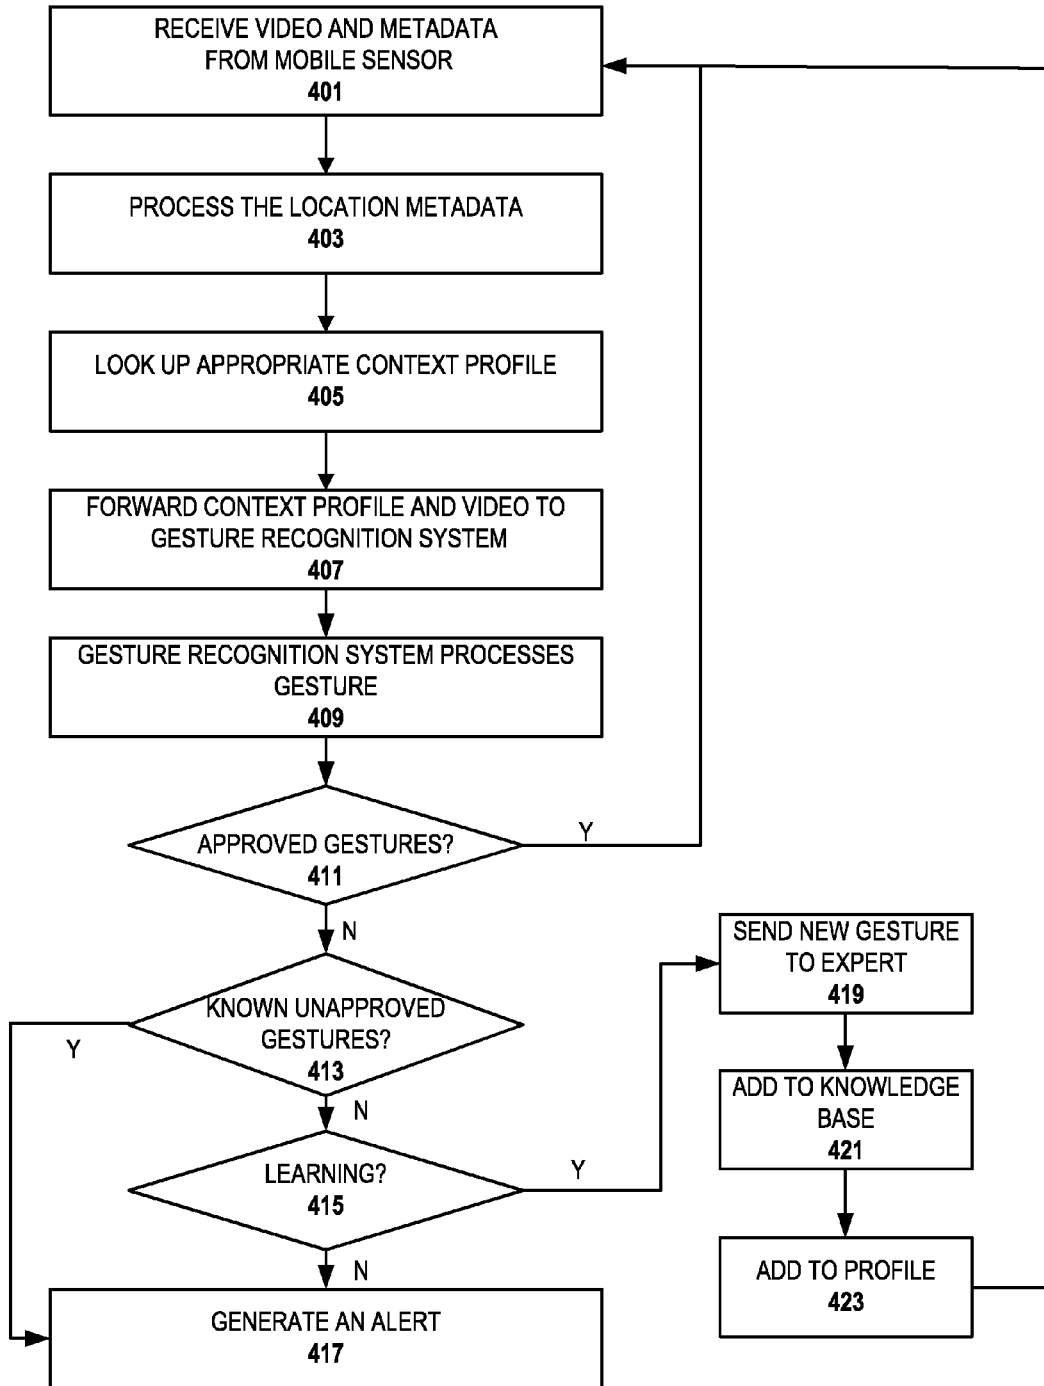 RECEIVE VIDEO AND METADATA
FROM MOBILE SENSOR
401
PROCESS THE LOCATION METADATA
403
LOOK UP APPROPRIATE CONTEXT PROFILE
405
FORWARD CONTEXT PROFILE AND VIDEO TO
GESTURE RECOGNITION SYSTEM
407
GESTURE RECOGNITION SYSTEM PROCESSES
GESTURE
409
APPROVED GESTURES?
411
Y
N
KNOWN UNAPPROVED
GESTURES?
413
Y
N
LEARNING?
415
Y
N
GENERATE AN ALERT
417
SEND NEW GESTURE
TO EXPERT
419
ADD TO KNOWLEDGE
BASE
421
ADD TO PROFILE
423